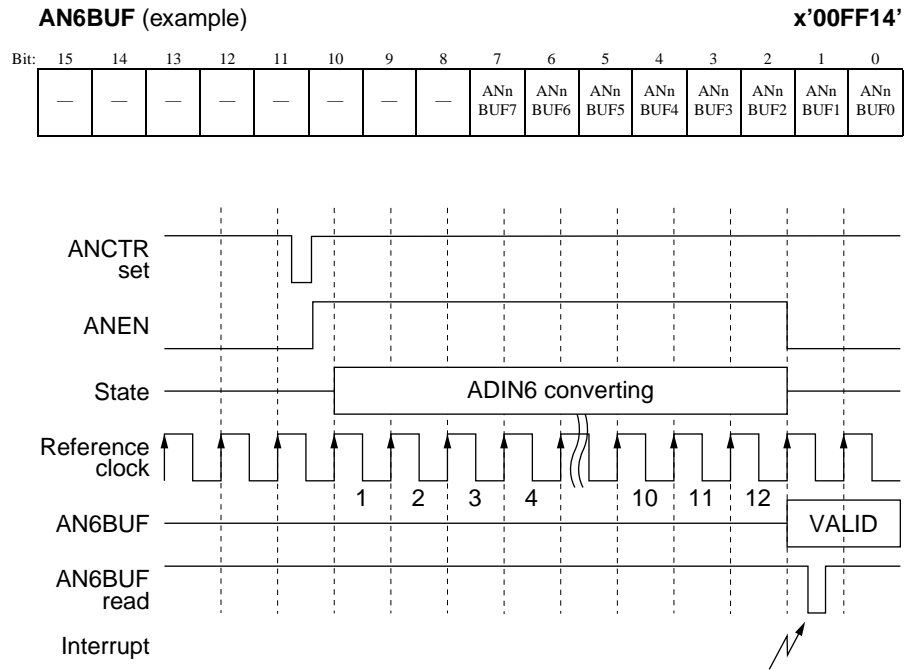 AN6BUF (example) x'00FF14'
Bit: 15 14 13 12 11 10 9 8 7 6 5 4 3 2 1 0
— — — — — — — — ANn BUF7 ANn BUF6 ANn BUF5 ANn BUF4 ANn BUF3 ANn BUF2 ANn BUF1 ANn BUF0
ANCTR
set
ANEN
State ADIN6 converting
Reference
clock
1 2 3 4 10 11 12
AN6BUF VALID
AN6BUF
read
Interrupt